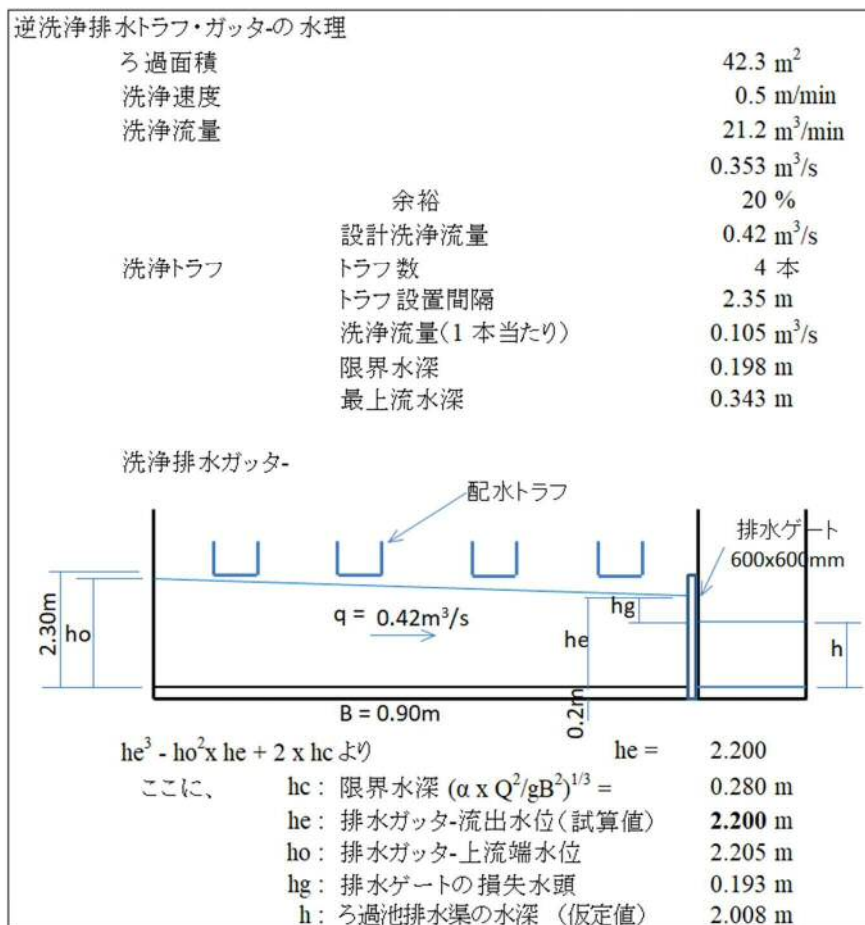 逆洗浄排水トラフ・ガッタ-の 水理
ろ過面積 42.3 m²
洗浄速度 0.5 m/min
洗浄流量 21.2 m³/min
0.353 m³/s
余裕 20 %
設計洗浄流量 0.42 m³/s
洗浄トラフ トラフ数 4 本
トラフ設置間隔 2.35 m
洗浄流量(1 本当たり) 0.105 m³/s
限界水深 0.198 m
最上流水深 0.343 m
洗浄排水ガッタ-
配水トラフ
排水ゲート
600x600mm
2.30m
ho
q = 0.42m³/s
hg
he
h
0.2m
B = 0.90m
he³ - ho²x he + 2 x hc より he = 2.200
ここに、 hc : 限界水深 (α x Q²/gB²)¹/³ = 0.280 m
he : 排水ガッタ-流出水位(試算値) 2.200 m
ho : 排水ガッタ-上流端水位 2.205 m
hg : 排水ゲートの損失水頭 0.193 m
h : ろ過池排水渠の水深 (仮定値) 2.008 m